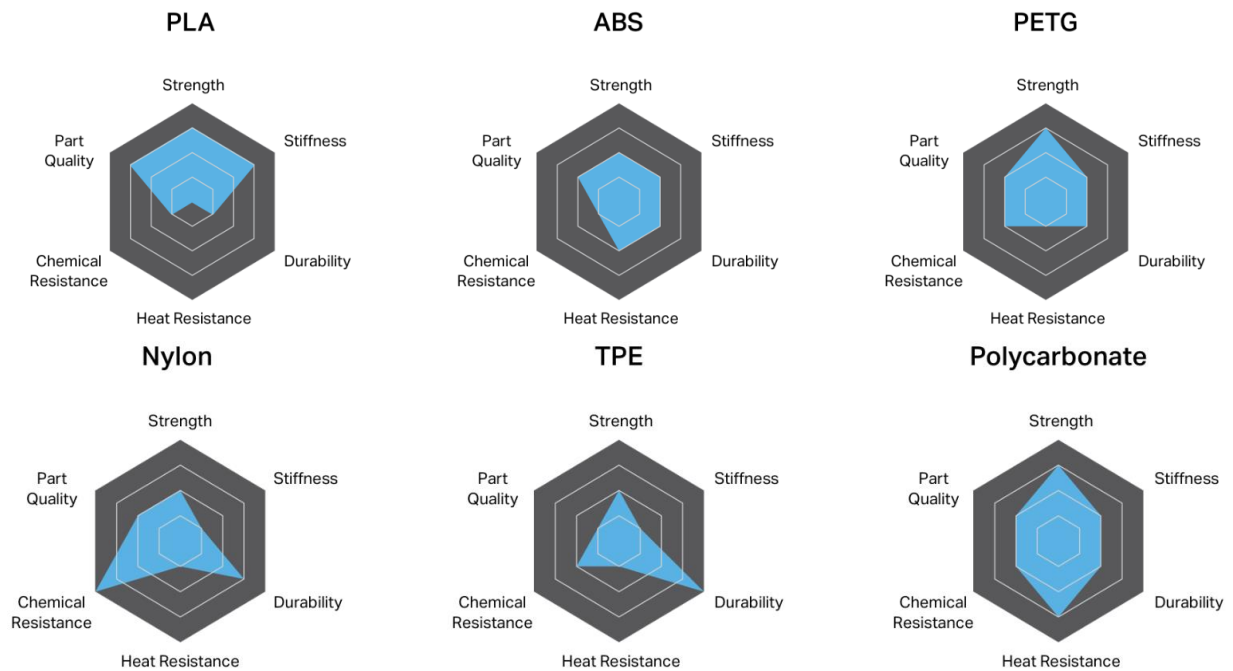 PLA
Strength
Part
Quality
Stiffness
Chemical
Resistance
Durability
Heat Resistance
ABS
Strength
Part
Quality
Stiffness
Chemical
Resistance
Durability
Heat Resistance
PETG
Strength
Part
Quality
Stiffness
Chemical
Resistance
Durability
Heat Resistance
Nylon
Strength
Part
Quality
Stiffness
Chemical
Resistance
Durability
Heat Resistance
TPE
Strength
Part
Quality
Stiffness
Chemical
Resistance
Durability
Heat Resistance
Polycarbonate
Strength
Part
Quality
Stiffness
Chemical
Resistance
Durability
Heat Resistance